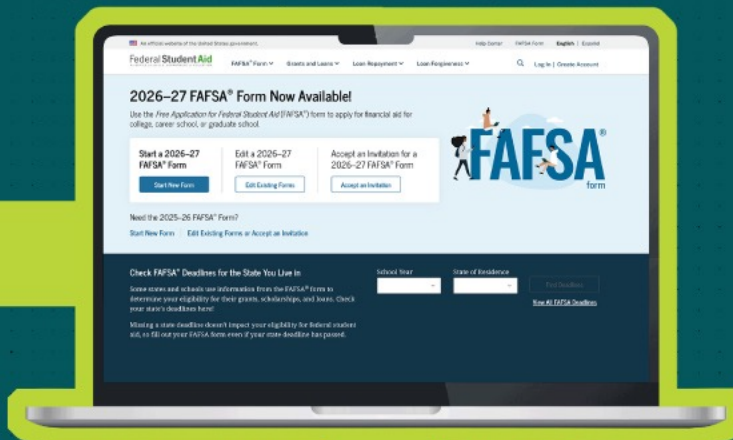 An official website of the United States government.
Help Center FAFSA Form English | Español
Federal Student Aid
FAFSA® Form Grants and Loans Loan Repayment Loan Forgiveness Log In | Create Account
2026–27 FAFSA® Form Now Available!
Use the Free Application for Federal Student Aid (FAFSA®) form to apply for financial aid for
college, career school, or graduate school.
Start a 2026–27
FAFSA® Form
Start New Form
Edit a 2026–27
FAFSA® Form
Edit Existing Forms
Accept an Invitation for a
2026–27 FAFSA® Form
Accept an Invitation
FAFSA®
form
Need the 2025–26 FAFSA® Form?
Start New Form | Edit Existing Forms or Accept an Invitation
Check FAFSA® Deadlines for the State You Live in
Some states and schools use information from the FAFSA® form to
determine your eligibility for their grants, scholarships, and loans. Check
your state's deadlines here!
Missing a state deadline doesn't impact your eligibility for federal student
aid, so fill out your FAFSA form even if your state deadline has passed.
School Year
State of Residence
Find Deadlines
View All FAFSA Deadlines